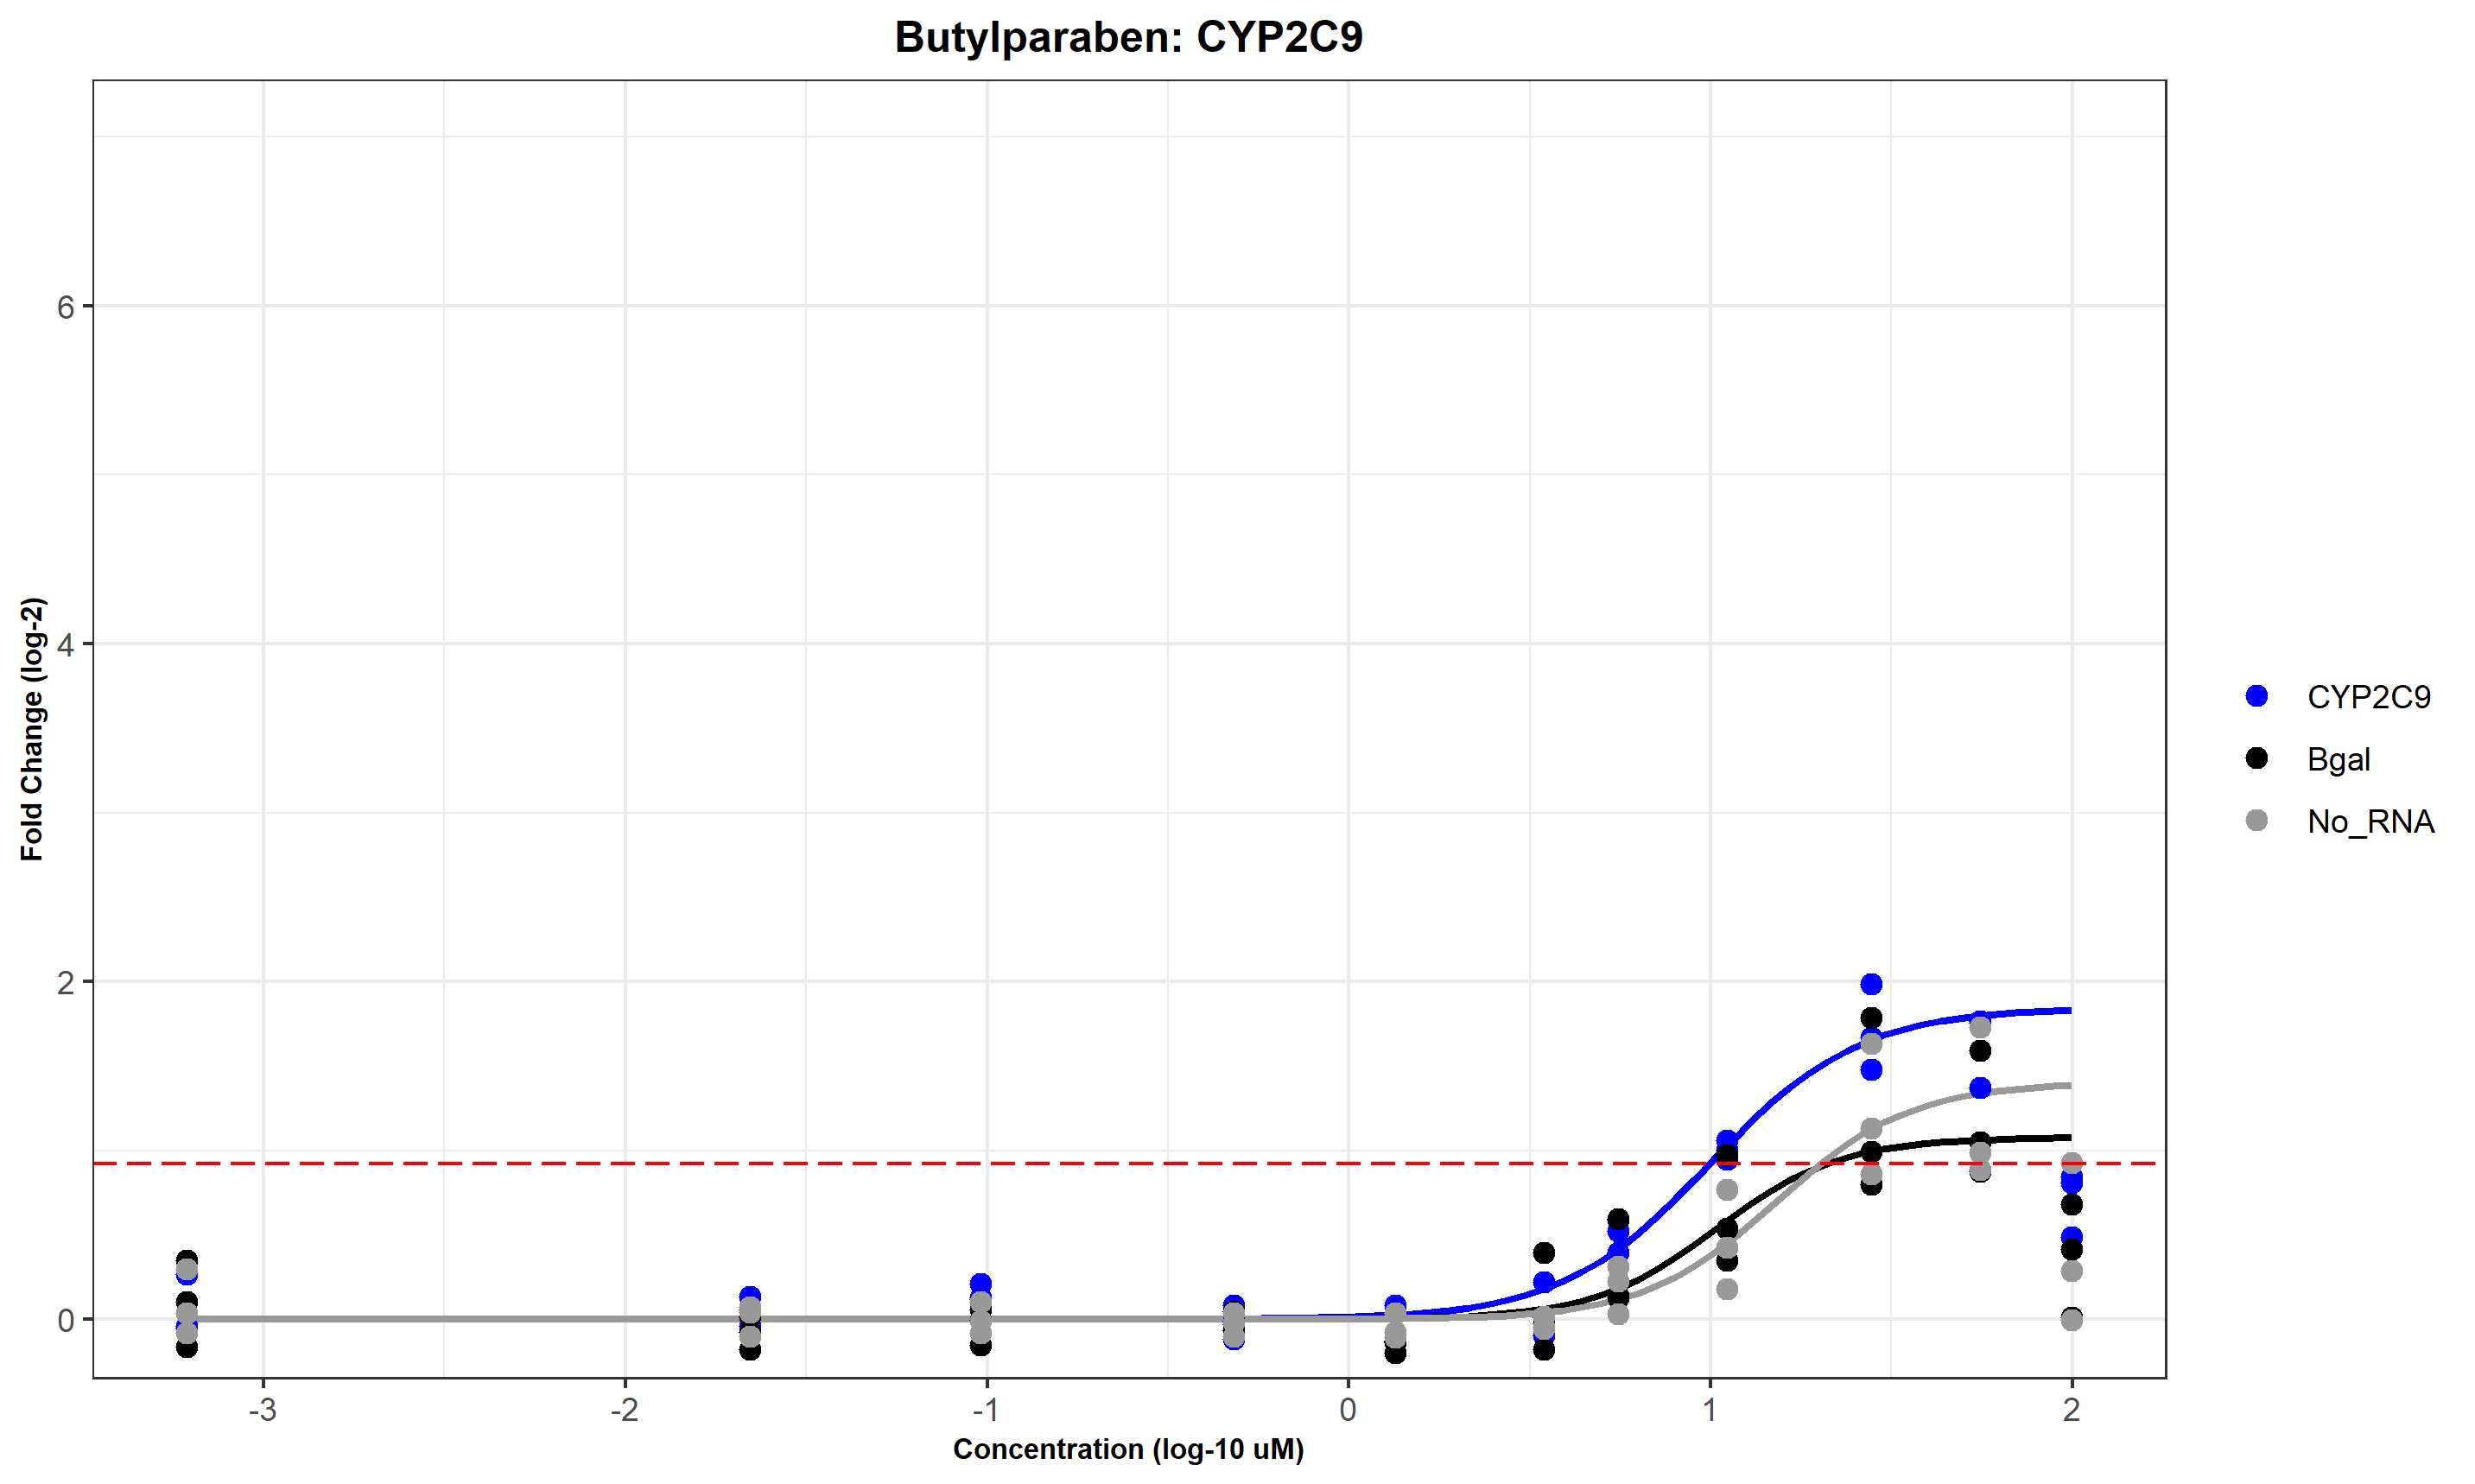 Butylparaben: CYP2C9
Fold Change (log-2)
6
4
2
0
-3
-2
-1
0
1
2
Concentration (log-10 uM)
CYP2C9
Bgal
No_RNA